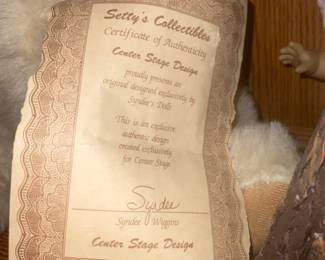 Setty's Collectibles
Certificate of Authenticity
Center Stage Design
proudly presents an
original designed exclusively by
Syndee's Dolls
This is an exclusive
authentic design
created exclusively
for Center Stage
Syndee
Syndee Wiggins
Center Stage Design